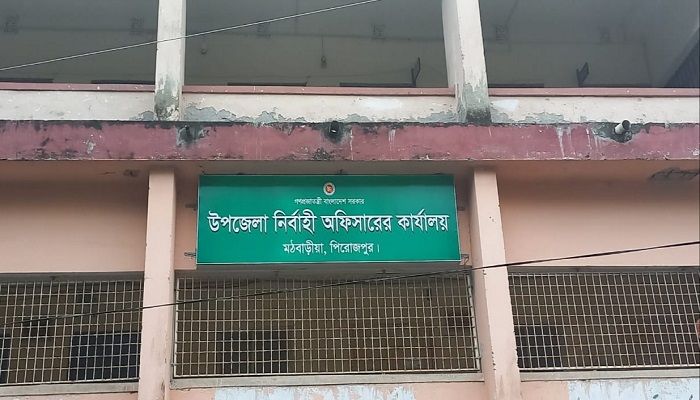 গণপ্রজাতন্ত্রী বাংলাদেশ সরকার
উপজেলা নির্বাহী অফিসারের কার্যালয়
মঠবাড়ীয়া, পিরোজপুর।